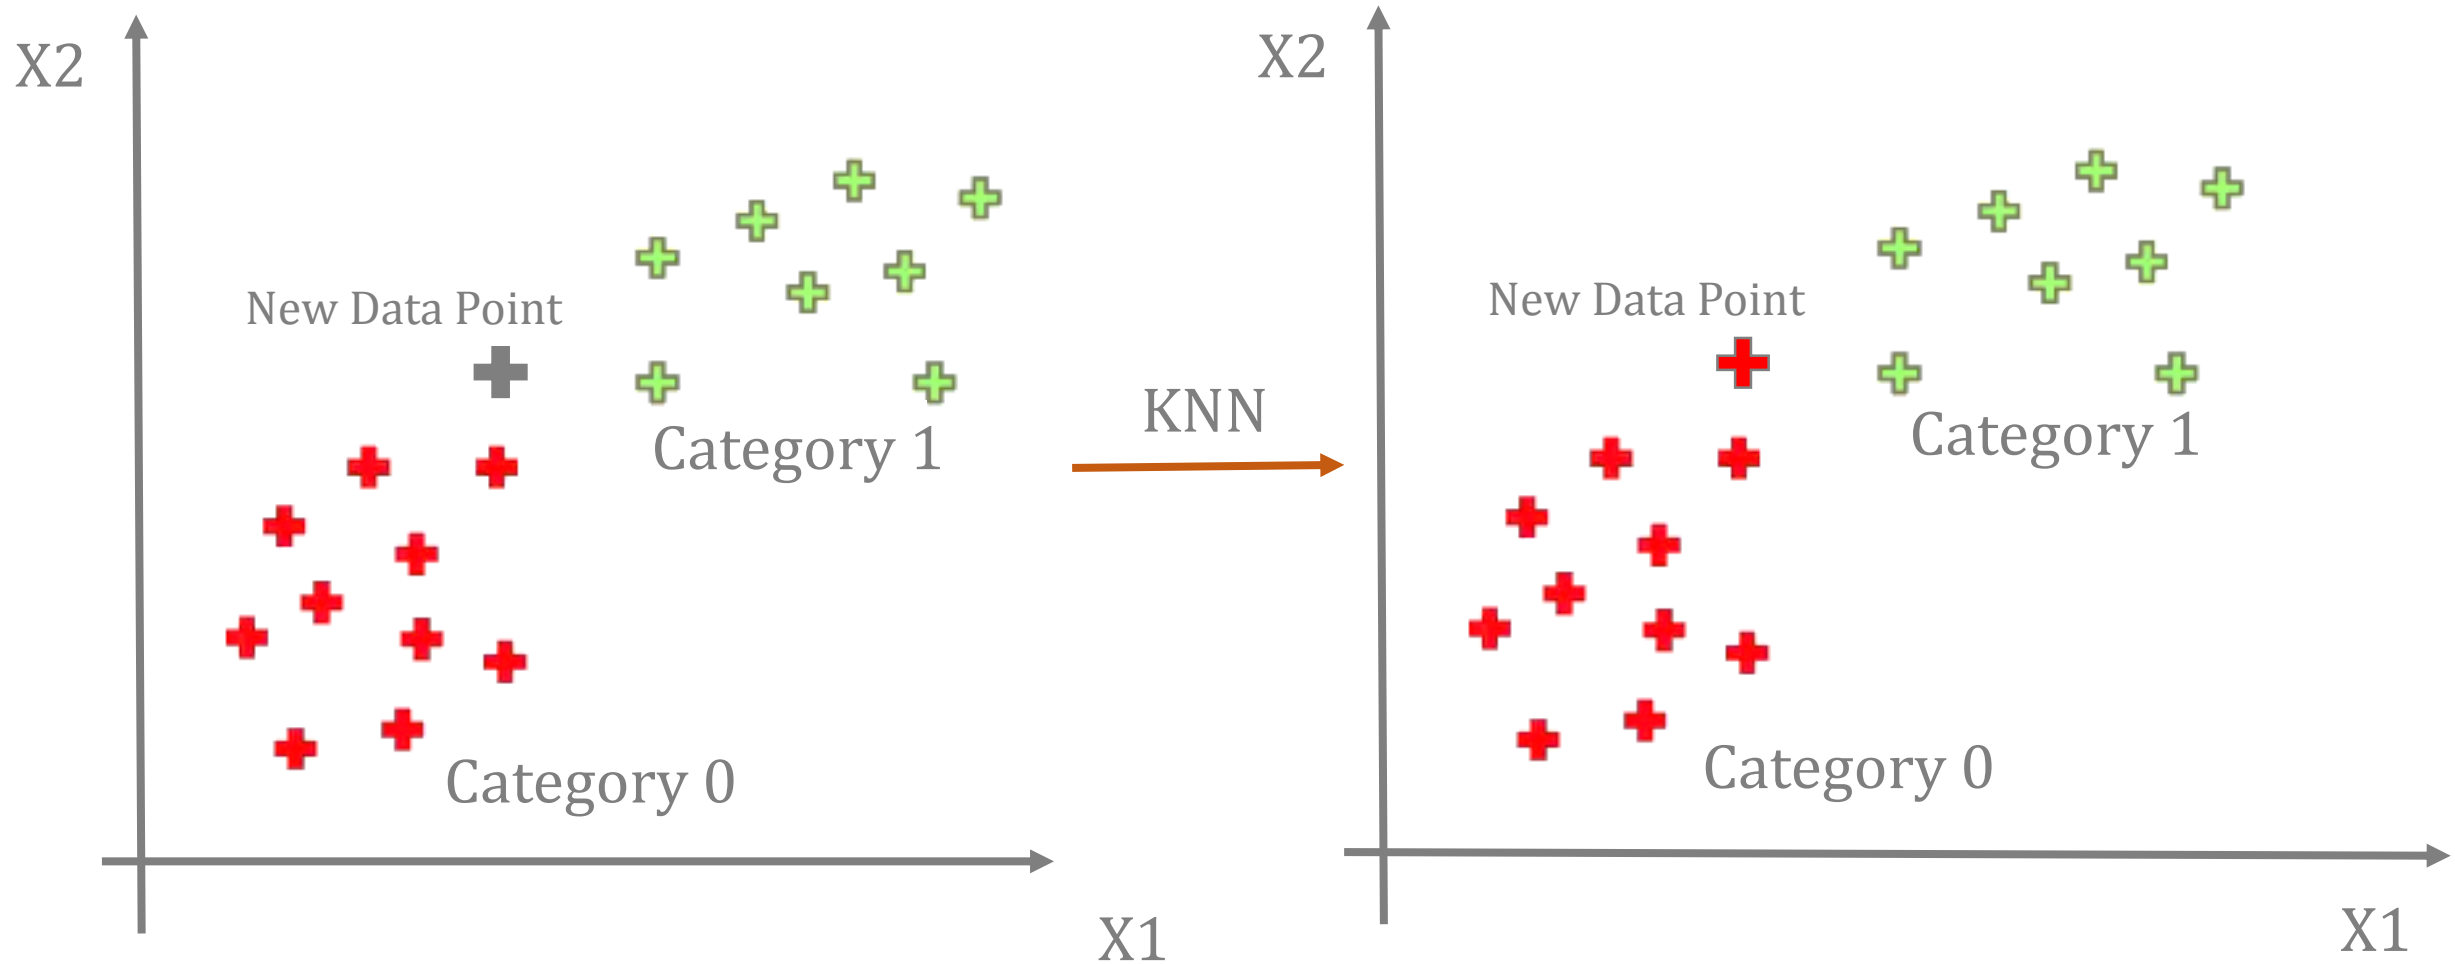 X2
New Data Point
Category 1
Category 0
X1
KNN
X2
New Data Point
Category 1
Category 0
X1